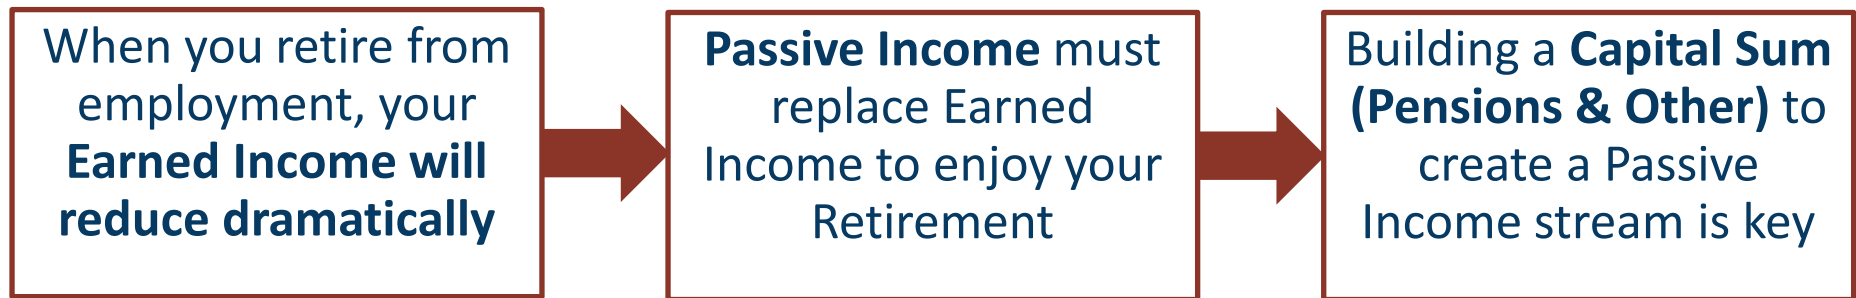 When you retire from
employment, your
Earned Income will
reduce dramatically
Passive Income must
replace Earned
Income to enjoy your
Retirement
Building a Capital Sum
(Pensions & Other) to
create a Passive
Income stream is key